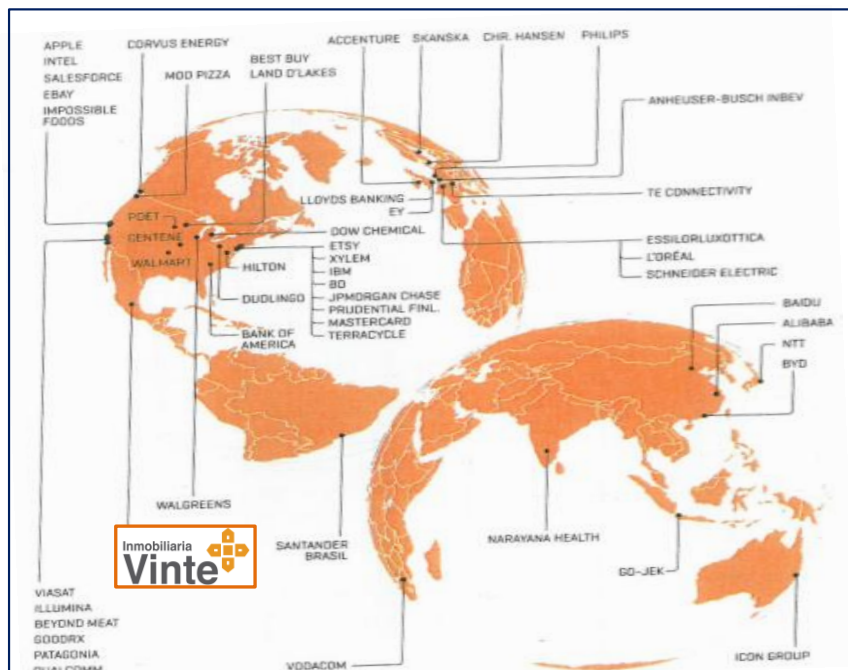 APPLE
INTEL
SALESFORCE
EBAY
IMPOSSIBLE
FOODS
CORVUS ENERGY
MOD PIZZA
BEST BUY
LAND O'LAKES
ACCENTURE
SKANSKA
CHR. HANSEN
PHILIPS
ANHEUSER-BUSCH INBEV
TE CONNECTIVITY
LLOYDS BANKING
EY
ESSILORLUXOTTICA
L'ORÉAL
SCHNEIDER ELECTRIC
POET
CENTENE
WALMART
DOW CHEMICAL
HILTON
DUOLINGO
BANK OF
AMERICA
ETSY
XYLEM
IBM
BD
JPMORGAN CHASE
PRUDENTIAL FINL.
MASTERCARD
TERRACYCLE
BAIDU
ALIBABA
NTT
BYD
WALGREENS
Inmobiliaria
Vinte
SANTANDER
BRASIL
NARAYANA HEALTH
GO-JEK
VIASAT
ILLUMINA
BEYOND MEAT
GOODRX
PATAGONIA
QUALCOMM
VODACOM
ICON GROUP